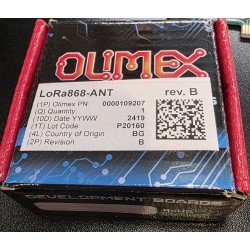 OLIMEX
LoRa868-ANT rev. B
(1P) Olimex PN 0000109207
(Q) Quantity 1
(10D) Date YYWW 2419
(1T) Lot Code P20160
(4L) Country of Origin BG
(2P) Revision B
DEVELOPMENT BOARD